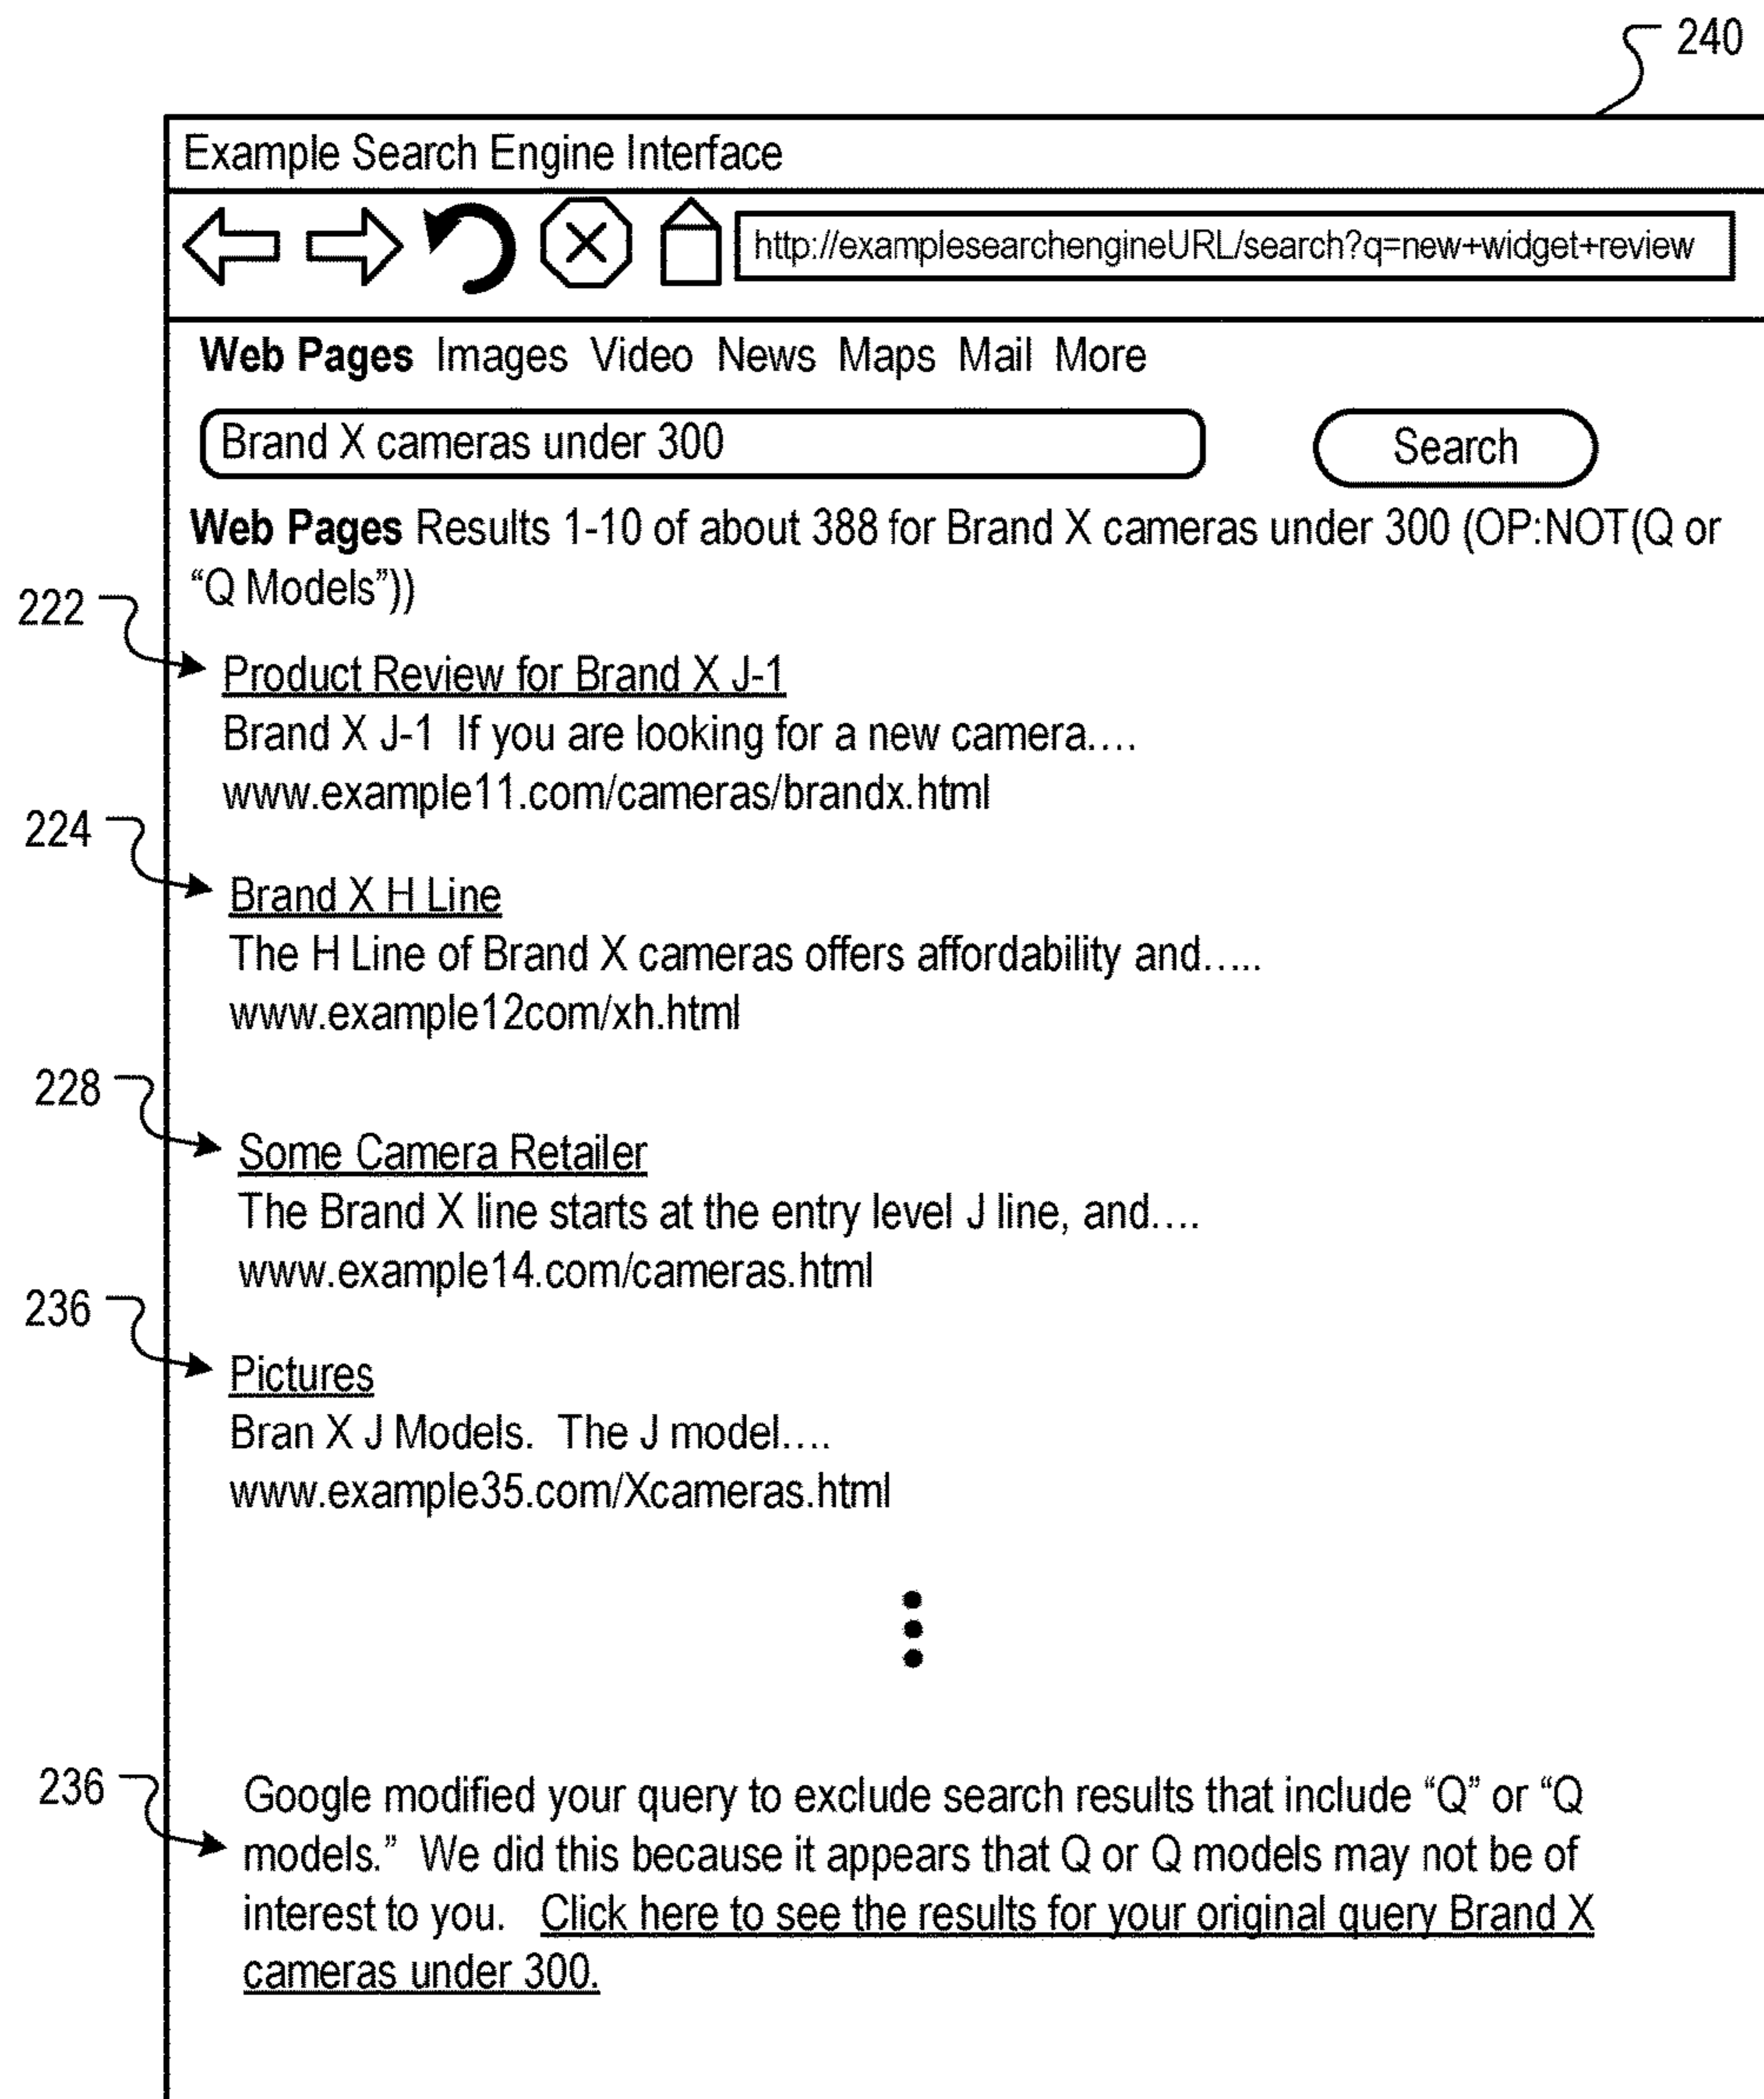 240
Example Search Engine Interface
http://examplesearchengineURL/search?q=new+widget+review
Web Pages Images Video News Maps Mail More
Brand X cameras under 300
Search
Web Pages Results 1-10 of about 388 for Brand X cameras under 300 (OP:NOT(Q or
“Q Models”))
222
Product Review for Brand X J-1
Brand X J-1 If you are looking for a new camera....
www.example11.com/cameras/brandx.html
224
Brand X H Line
The H Line of Brand X cameras offers affordability and.....
www.example12com/xh.html
228
Some Camera Retailer
The Brand X line starts at the entry level J line, and....
www.example14.com/cameras.html
236
Pictures
Bran X J Models. The J model....
www.example35.com/Xcameras.html
236
Google modified your query to exclude search results that include “Q” or “Q
models.” We did this because it appears that Q or Q models may not be of
interest to you. Click here to see the results for your original query Brand X
cameras under 300.